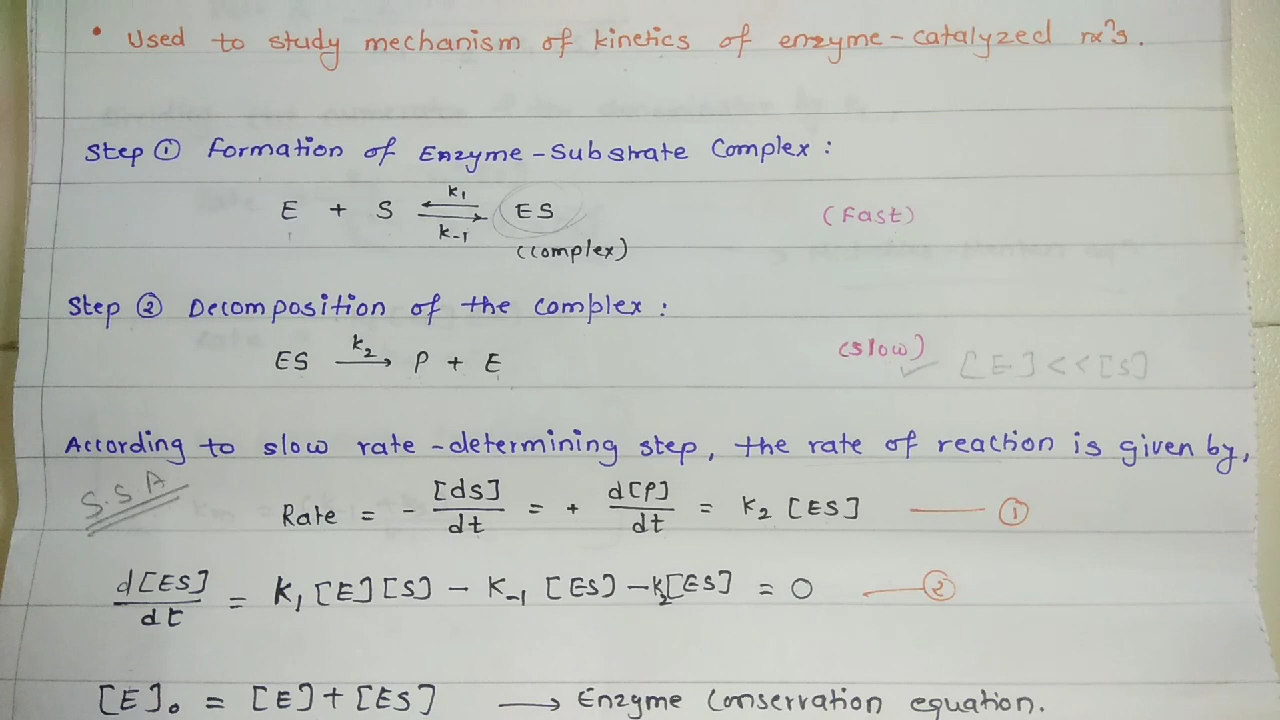 • Used to study mechanism of kinetics of enzyme-catalyzed rx's.
Step ① Formation of Enzyme-Substrate Complex:
E + S ⇌ ES (Fast)
k₁
k₋₁
(complex)
Step ② Decomposition of the complex:
ES —k₂→ P + E (slow) [E]<<[S]
According to slow rate-determining step, the rate of reaction is given by,
S.S A
Rate = - [ds]/dt = + d[P]/dt = k₂ [ES] —— ①
d[ES]/dt = K₁ [E][S] - K₋₁ [ES] - k₂[ES] = 0 —— ②
[E]₀ = [E]+[ES] → Enzyme Conservation equation.